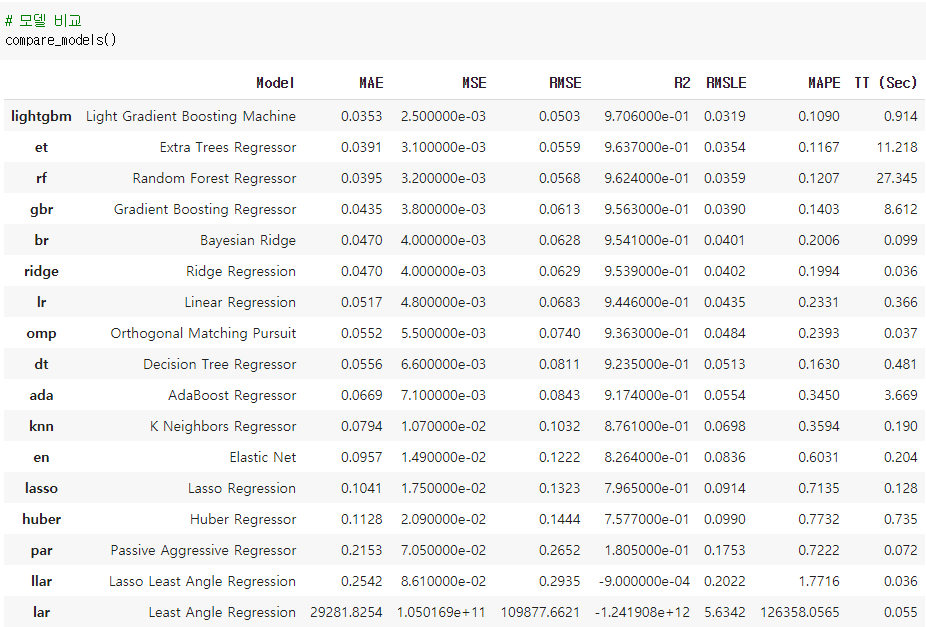 # 모델 비교
compare_models()
Model MAE MSE RMSE R2 RMSLE MAPE TT (Sec)
lightgbm Light Gradient Boosting Machine 0.0353 2.500000e-03 0.0503 9.706000e-01 0.0319 0.1090 0.914
et Extra Trees Regressor 0.0391 3.100000e-03 0.0559 9.637000e-01 0.0354 0.1167 11.218
rf Random Forest Regressor 0.0395 3.200000e-03 0.0568 9.624000e-01 0.0359 0.1207 27.345
gbr Gradient Boosting Regressor 0.0435 3.800000e-03 0.0613 9.563000e-01 0.0390 0.1403 8.612
br Bayesian Ridge 0.0470 4.000000e-03 0.0628 9.541000e-01 0.0401 0.2006 0.099
ridge Ridge Regression 0.0470 4.000000e-03 0.0629 9.539000e-01 0.0402 0.1994 0.036
lr Linear Regression 0.0517 4.800000e-03 0.0683 9.446000e-01 0.0435 0.2331 0.366
omp Orthogonal Matching Pursuit 0.0552 5.500000e-03 0.0740 9.363000e-01 0.0484 0.2393 0.037
dt Decision Tree Regressor 0.0556 6.600000e-03 0.0811 9.235000e-01 0.0513 0.1630 0.481
ada AdaBoost Regressor 0.0669 7.100000e-03 0.0843 9.174000e-01 0.0554 0.3450 3.669
knn K Neighbors Regressor 0.0794 1.070000e-02 0.1032 8.761000e-01 0.0698 0.3594 0.190
en Elastic Net 0.0957 1.490000e-02 0.1222 8.264000e-01 0.0836 0.6031 0.204
lasso Lasso Regression 0.1041 1.750000e-02 0.1323 7.965000e-01 0.0914 0.7135 0.128
huber Huber Regressor 0.1128 2.090000e-02 0.1444 7.577000e-01 0.0990 0.7732 0.735
par Passive Aggressive Regressor 0.2153 7.050000e-02 0.2652 1.805000e-01 0.1753 0.7222 0.072
llar Lasso Least Angle Regression 0.2542 8.610000e-02 0.2935 -9.000000e-04 0.2022 1.7716 0.036
lar Least Angle Regression 29281.8254 1.050169e+11 109877.6621 -1.241908e+12 5.6342 126358.0565 0.055